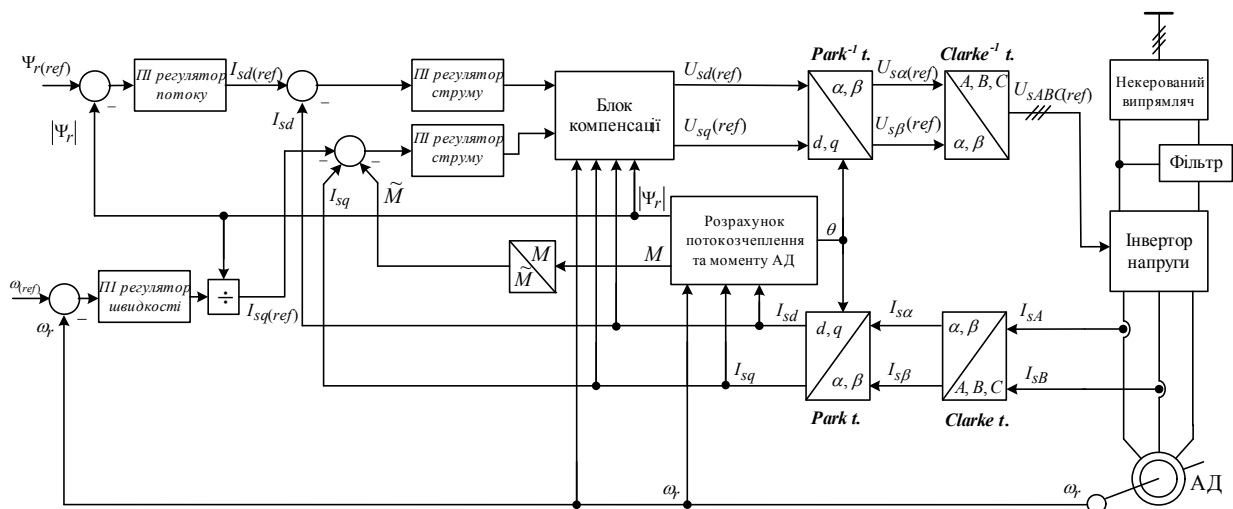 Ψr(ref)
−
ПІ регулятор
потоку
Isd(ref)
−
Isd
ПІ регулятор
струму
ПІ регулятор
струму
Блок
компенсації
Usd(ref)
Usq(ref)
Park⁻¹ t.
α, β
d, q
Usα(ref)
Usβ(ref)
Clarke⁻¹ t.
A, B, C
α, β
UsABC(ref)
Некерований
випрямляч
Фільтр
Інвертор
напруги
|Ψr|
−
−
Isq
M̃
|Ψr|
Розрахунок
потокозчеплення
та моменту АД
θ
M
M
M̃
ω(ref)
−
ωr
ПІ регулятор
швидкості
÷
Isq(ref)
Isd
Isq
d, q
α, β
Park t.
Isα
Isβ
α, β
A, B, C
Clarke t.
IsA
IsB
ωr
ωr
АД